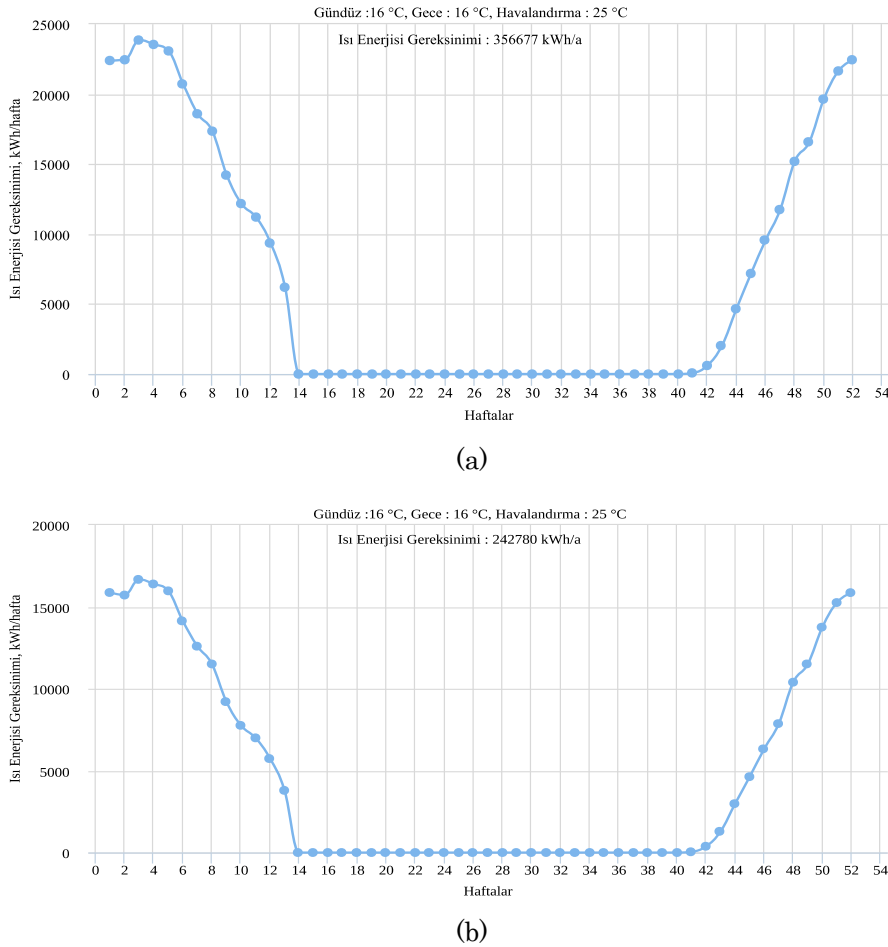 Gündüz :16 °C, Gece : 16 °C, Havalandırma : 25 °C
Isı Enerjisi Gereksinimi : 356677 kWh/a
Isı Enerjisi Gereksinimi, kWh/hafta
25000
20000
15000
10000
5000
0
0 2 4 6 8 10 12 14 16 18 20 22 24 26 28 30 32 34 36 38 40 42 44 46 48 50 52 54
Haftalar
(a)
Gündüz :16 °C, Gece : 16 °C, Havalandırma : 25 °C
Isı Enerjisi Gereksinimi : 242780 kWh/a
Isı Enerjisi Gereksinimi, kWh/hafta
20000
15000
10000
5000
0
0 2 4 6 8 10 12 14 16 18 20 22 24 26 28 30 32 34 36 38 40 42 44 46 48 50 52 54
Haftalar
(b)